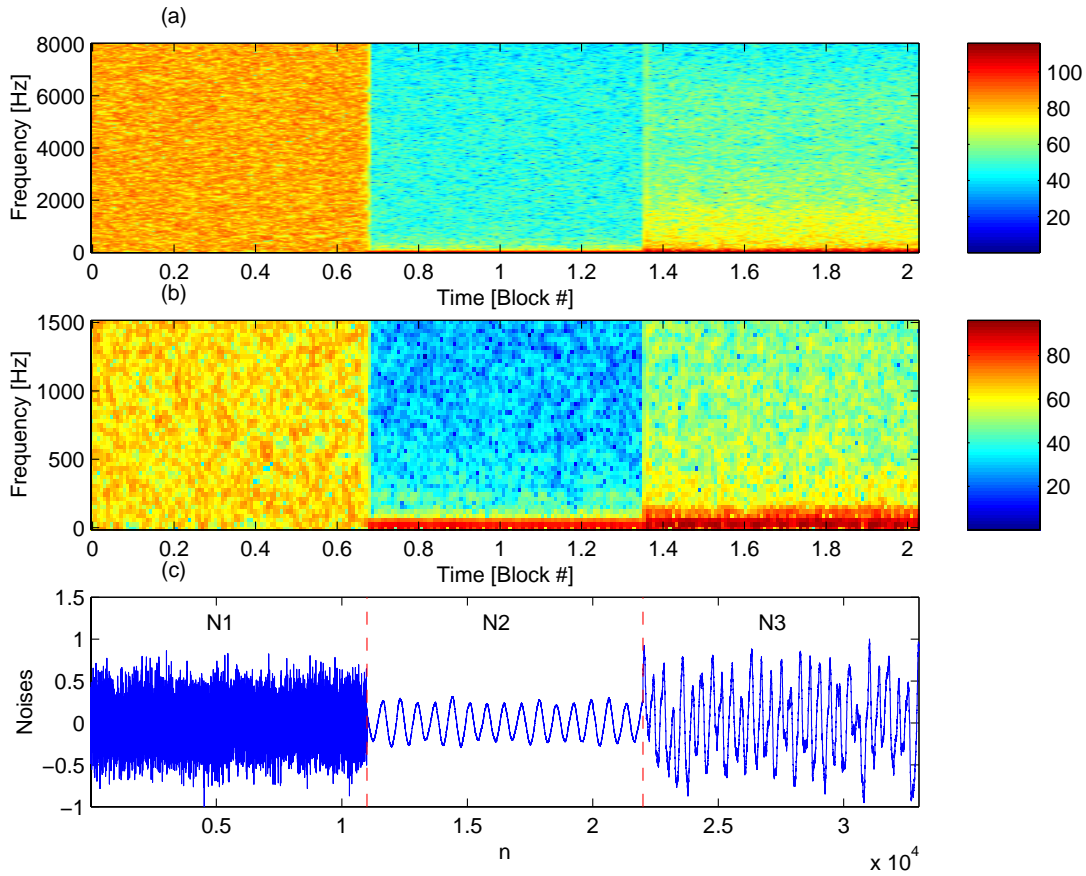 (a)
8000
6000
4000
2000
0
Frequency [Hz]
0 0.2 0.4 0.6 0.8 1 1.2 1.4 1.6 1.8 2
Time [Block #]
100
80
60
40
20
(b)
1500
1000
500
0
Frequency [Hz]
0 0.2 0.4 0.6 0.8 1 1.2 1.4 1.6 1.8 2
Time [Block #]
80
60
40
20
(c)
1.5
1
0.5
0
−0.5
−1
Noises
N1 N2 N3
0.5 1 1.5 2 2.5 3
n
x 10^4